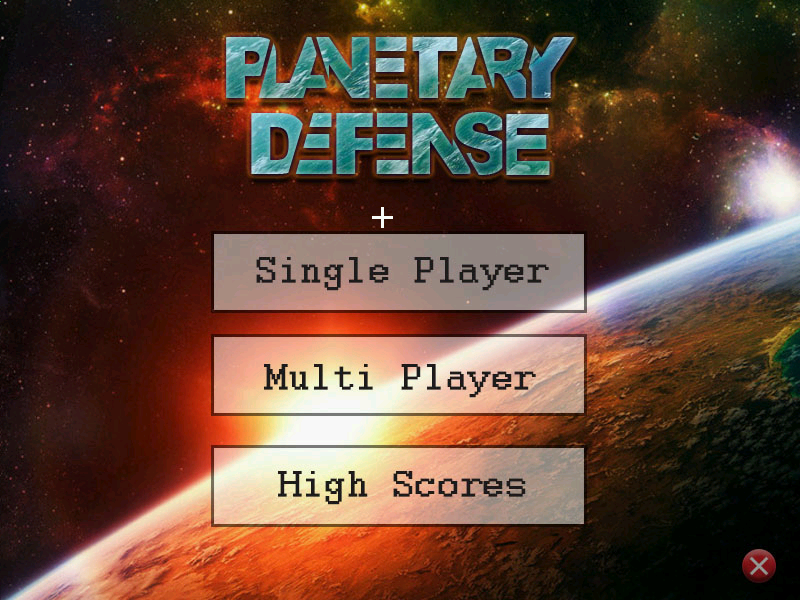 PLANETARY
DEFENSE
Single Player
Multi Player
High Scores